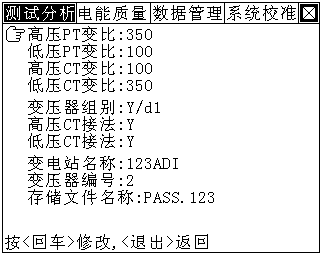 测试分析 电能质量 数据管理 系统校准
高压PT变比:350
低压PT变比:100
高压CT变比:100
低压CT变比:350
变压器组别:Y/d1
高压CT接法:Y
低压CT接法:Y
变电站名称:123ADI
变压器编号:2
存储文件名称:PASS.123
按<回车>修改,<退出>返回